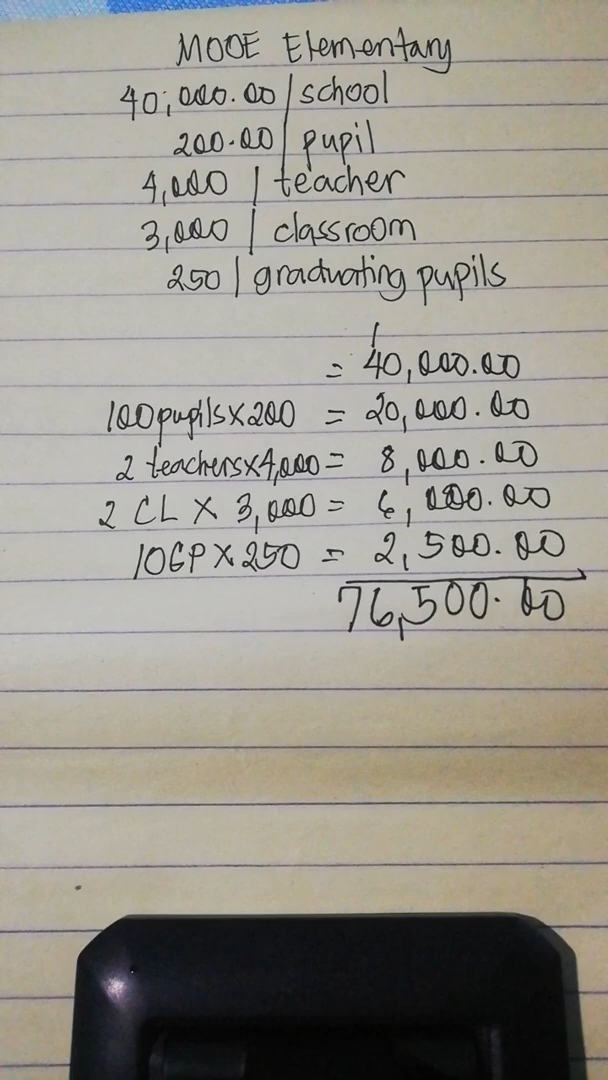 MOOE Elementary
40,000.00 / school
200.00 / pupil
4,000 / teacher
3,000 / classroom
250 / graduating pupils
1
= 40,000.00
100 pupils X 200 = 20,000.00
2 teachers x 4,000 = 8,000.00
2 CL X 3,000 = 6,000.00
10 GP X 250 = 2,500.00
76,500.00